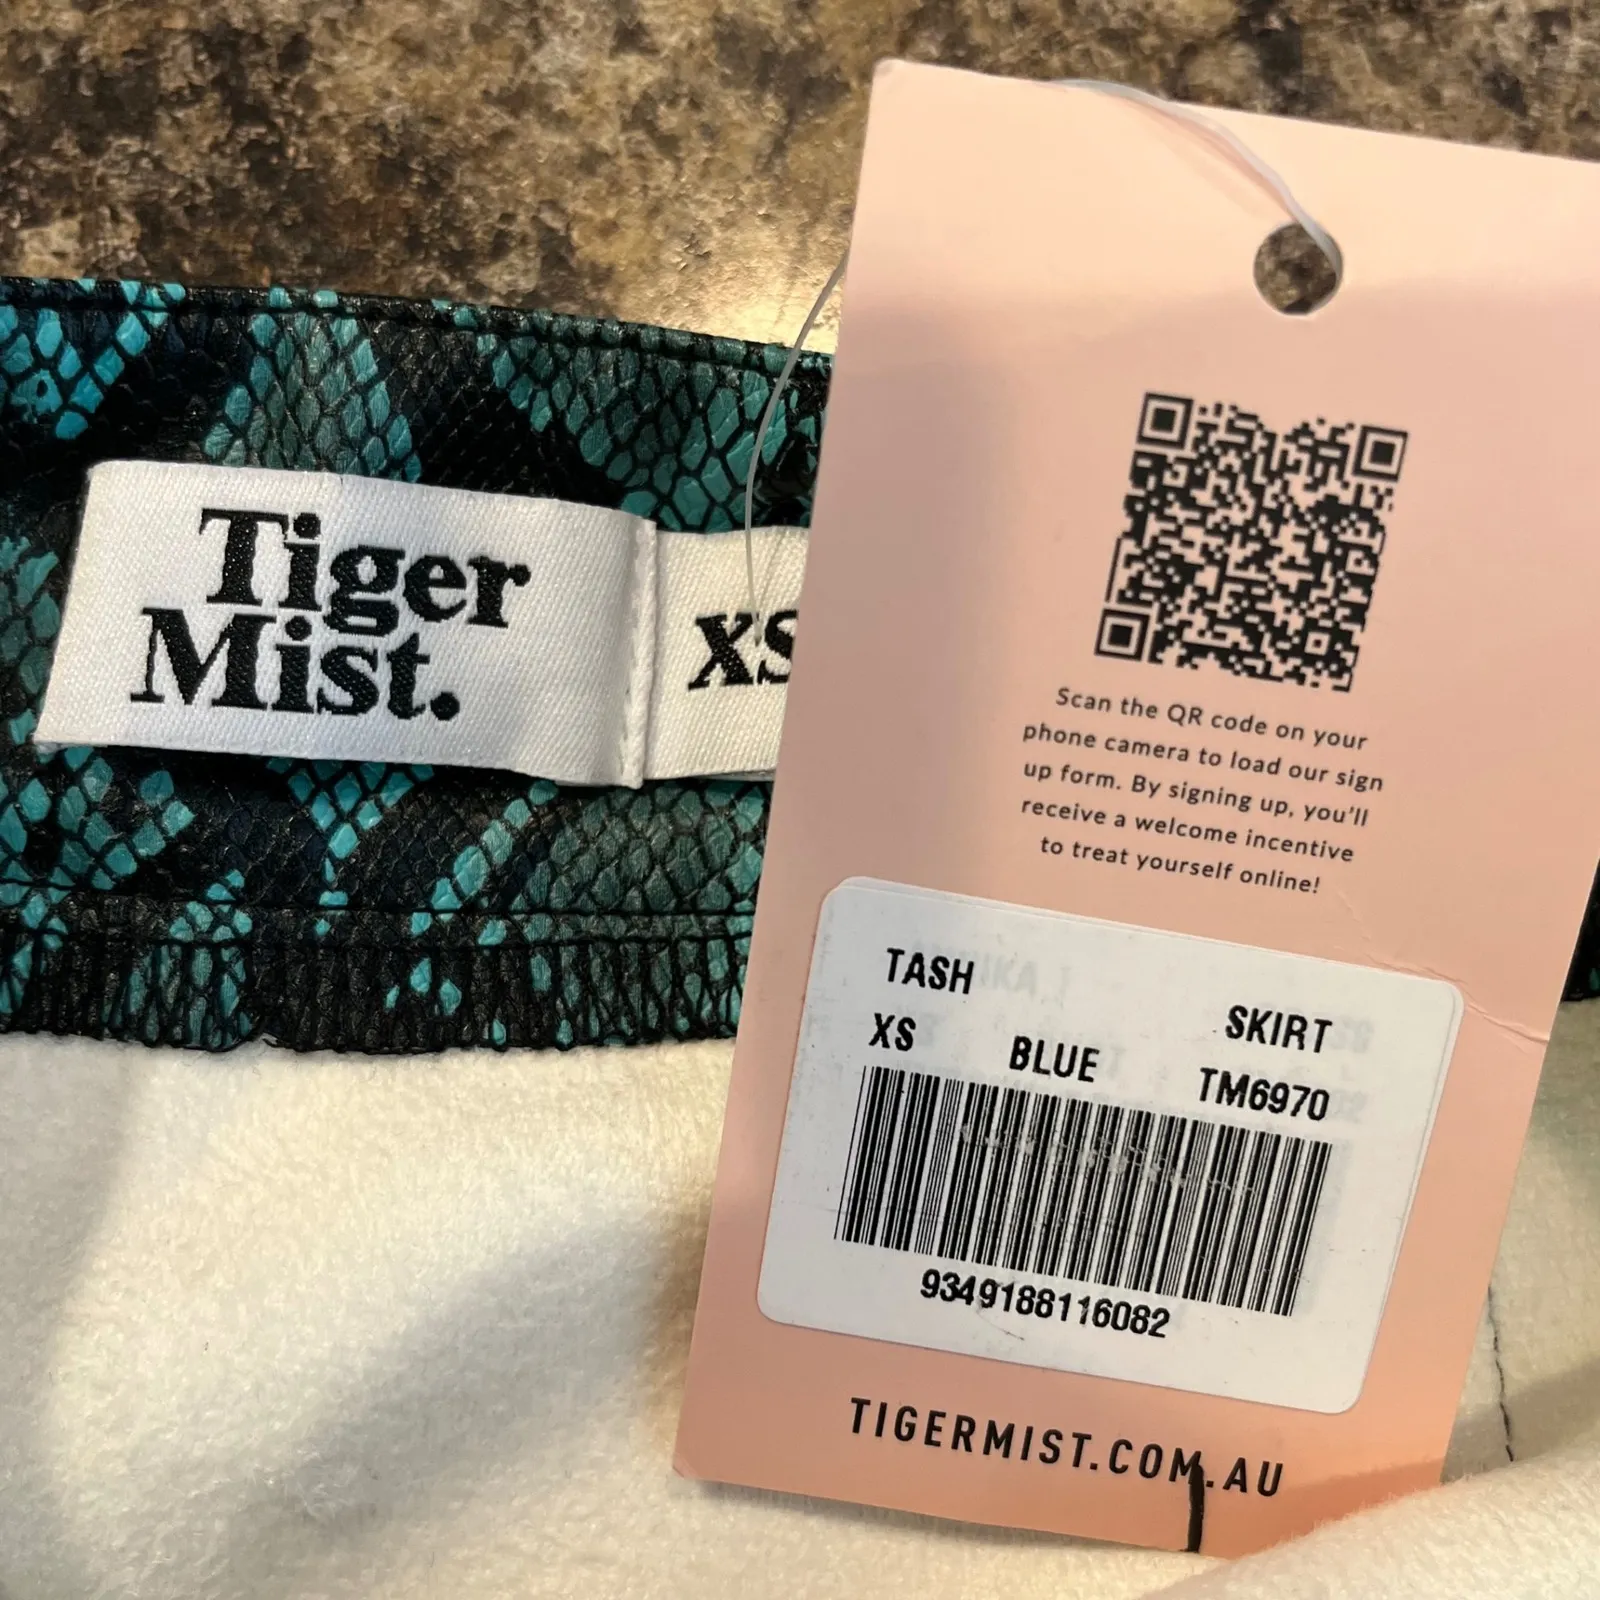 Tiger
Mist.
XS
Scan the QR code on your
phone camera to load our sign
up form. By signing up, you'll
receive a welcome incentive
to treat yourself online!
TASH
SKIRT
XS BLUE TM6970
9349188116082
TIGERMIST.COM.AU